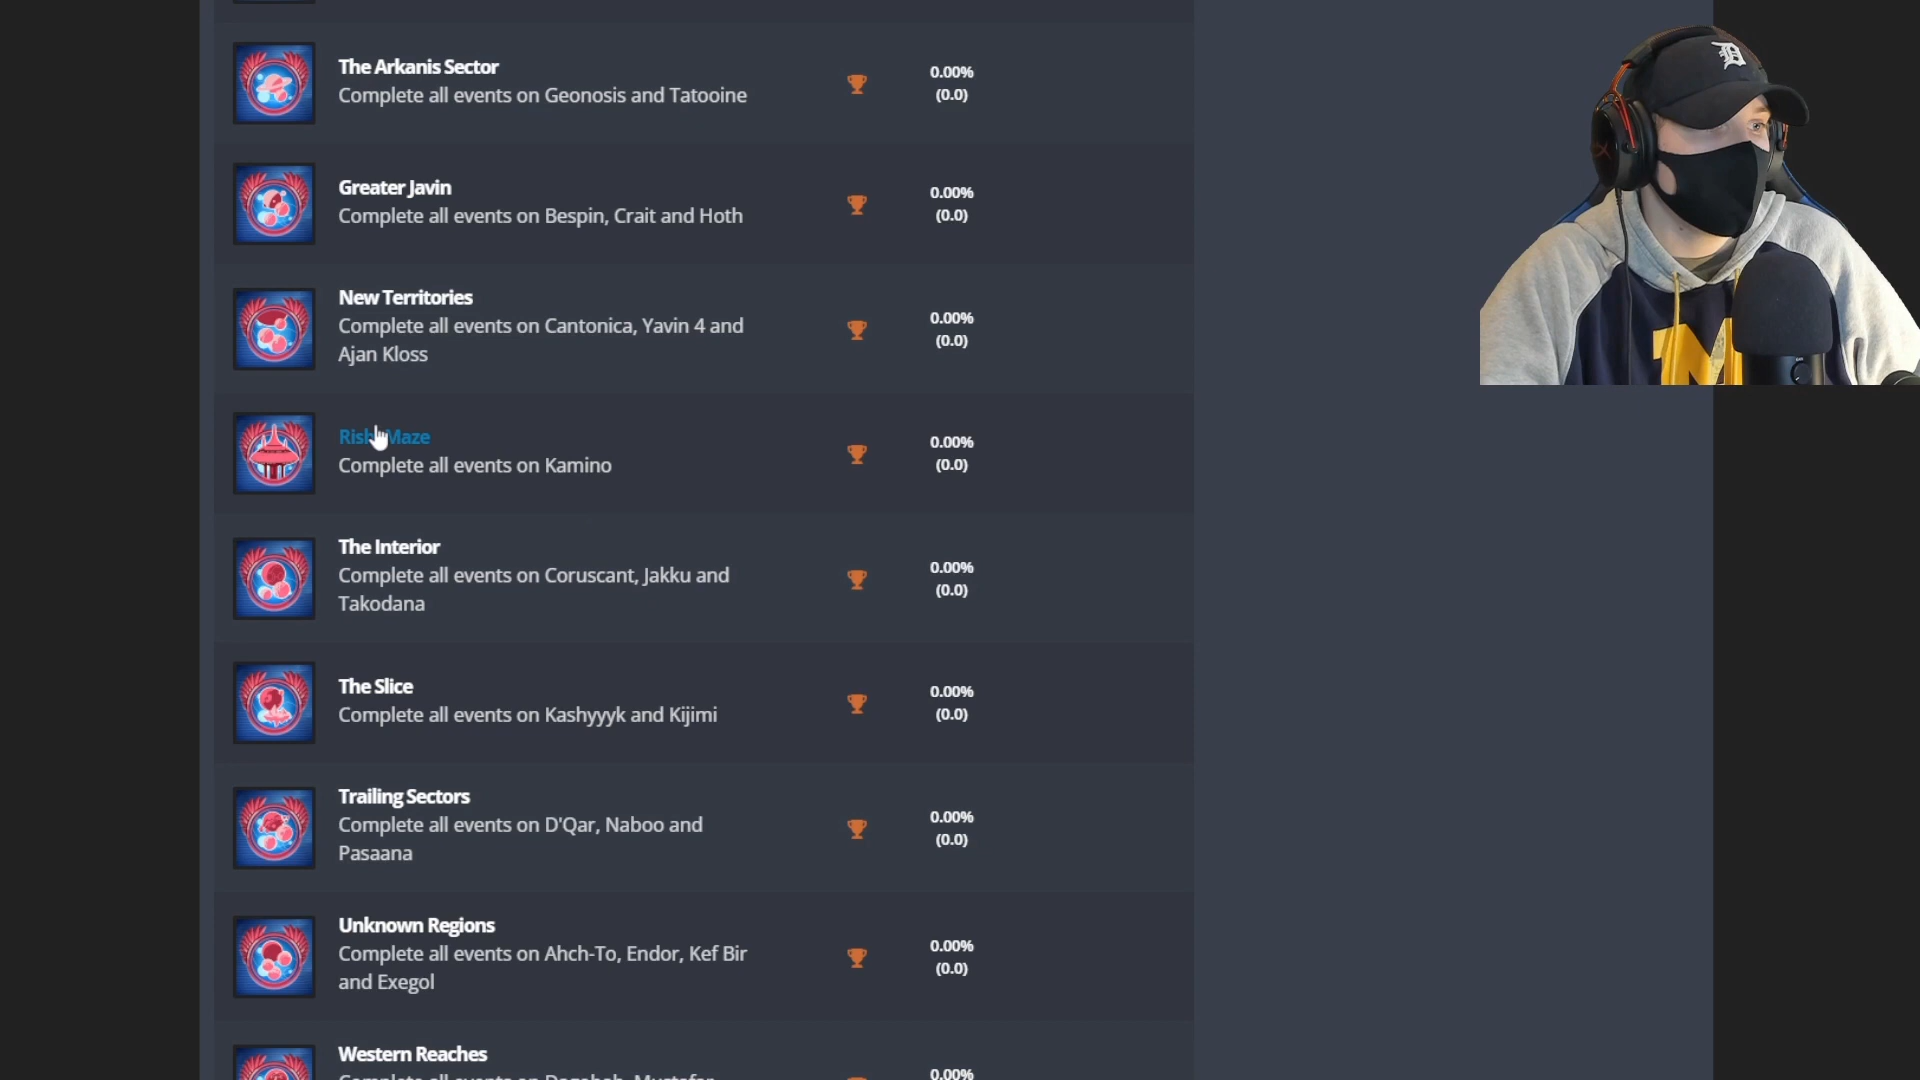 The Arkanis Sector
Complete all events on Geonosis and Tatooine
0.00%
(0.0)
Greater Javin
Complete all events on Bespin, Crait and Hoth
0.00%
(0.0)
New Territories
Complete all events on Cantonica, Yavin 4 and
Ajan Kloss
0.00%
(0.0)
Maze
Complete all events on Kamino
0.00%
(0.0)
The Interior
Complete all events on Coruscant, Jakku and
Takodana
0.00%
(0.0)
The Slice
Complete all events on Kashyyyk and Kijimi
0.00%
(0.0)
Trailing Sectors
Complete all events on D'Qar, Naboo and
Pasaana
0.00%
(0.0)
Unknown Regions
Complete all events on Ahch-To, Endor, Kef Bir
and Exegol
0.00%
(0.0)
Western Reaches
Complete all events on Dagobah, Mustafar
0.00%
D
M